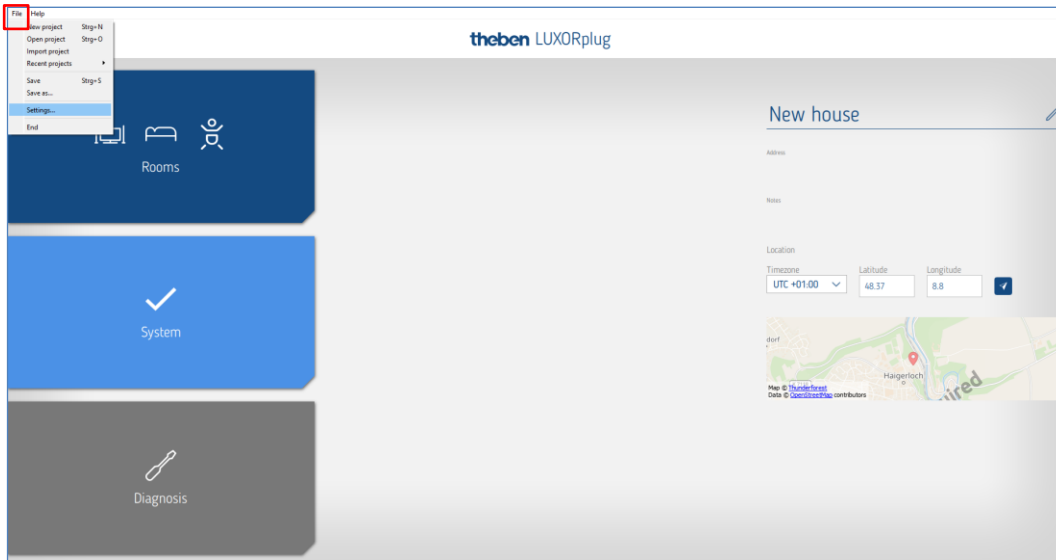 File Help
New project Strg+N
Open project Strg+O
Import project
Recent projects
Save Strg+S
Save as...
Settings...
End
theben LUXORplug
Rooms
System
Diagnosis
New house
Address
Notes
Location
Timezone Latitude Longitude
UTC +01:00 48.37 8.8
dorf
Haigerloch
Map © Thunderforest
Data © OpenStreetMap contributors